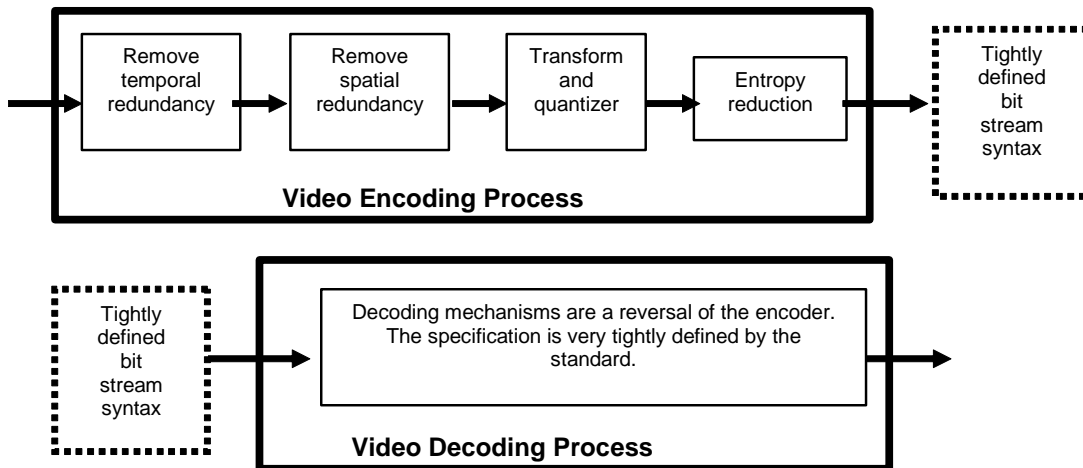 Remove
temporal
redundancy
Remove
spatial
redundancy
Transform
and
quantizer
Entropy
reduction
Video Encoding Process
Tightly
defined
bit
stream
syntax
Tightly
defined
bit
stream
syntax
Decoding mechanisms are a reversal of the encoder.
The specification is very tightly defined by the
standard.
Video Decoding Process